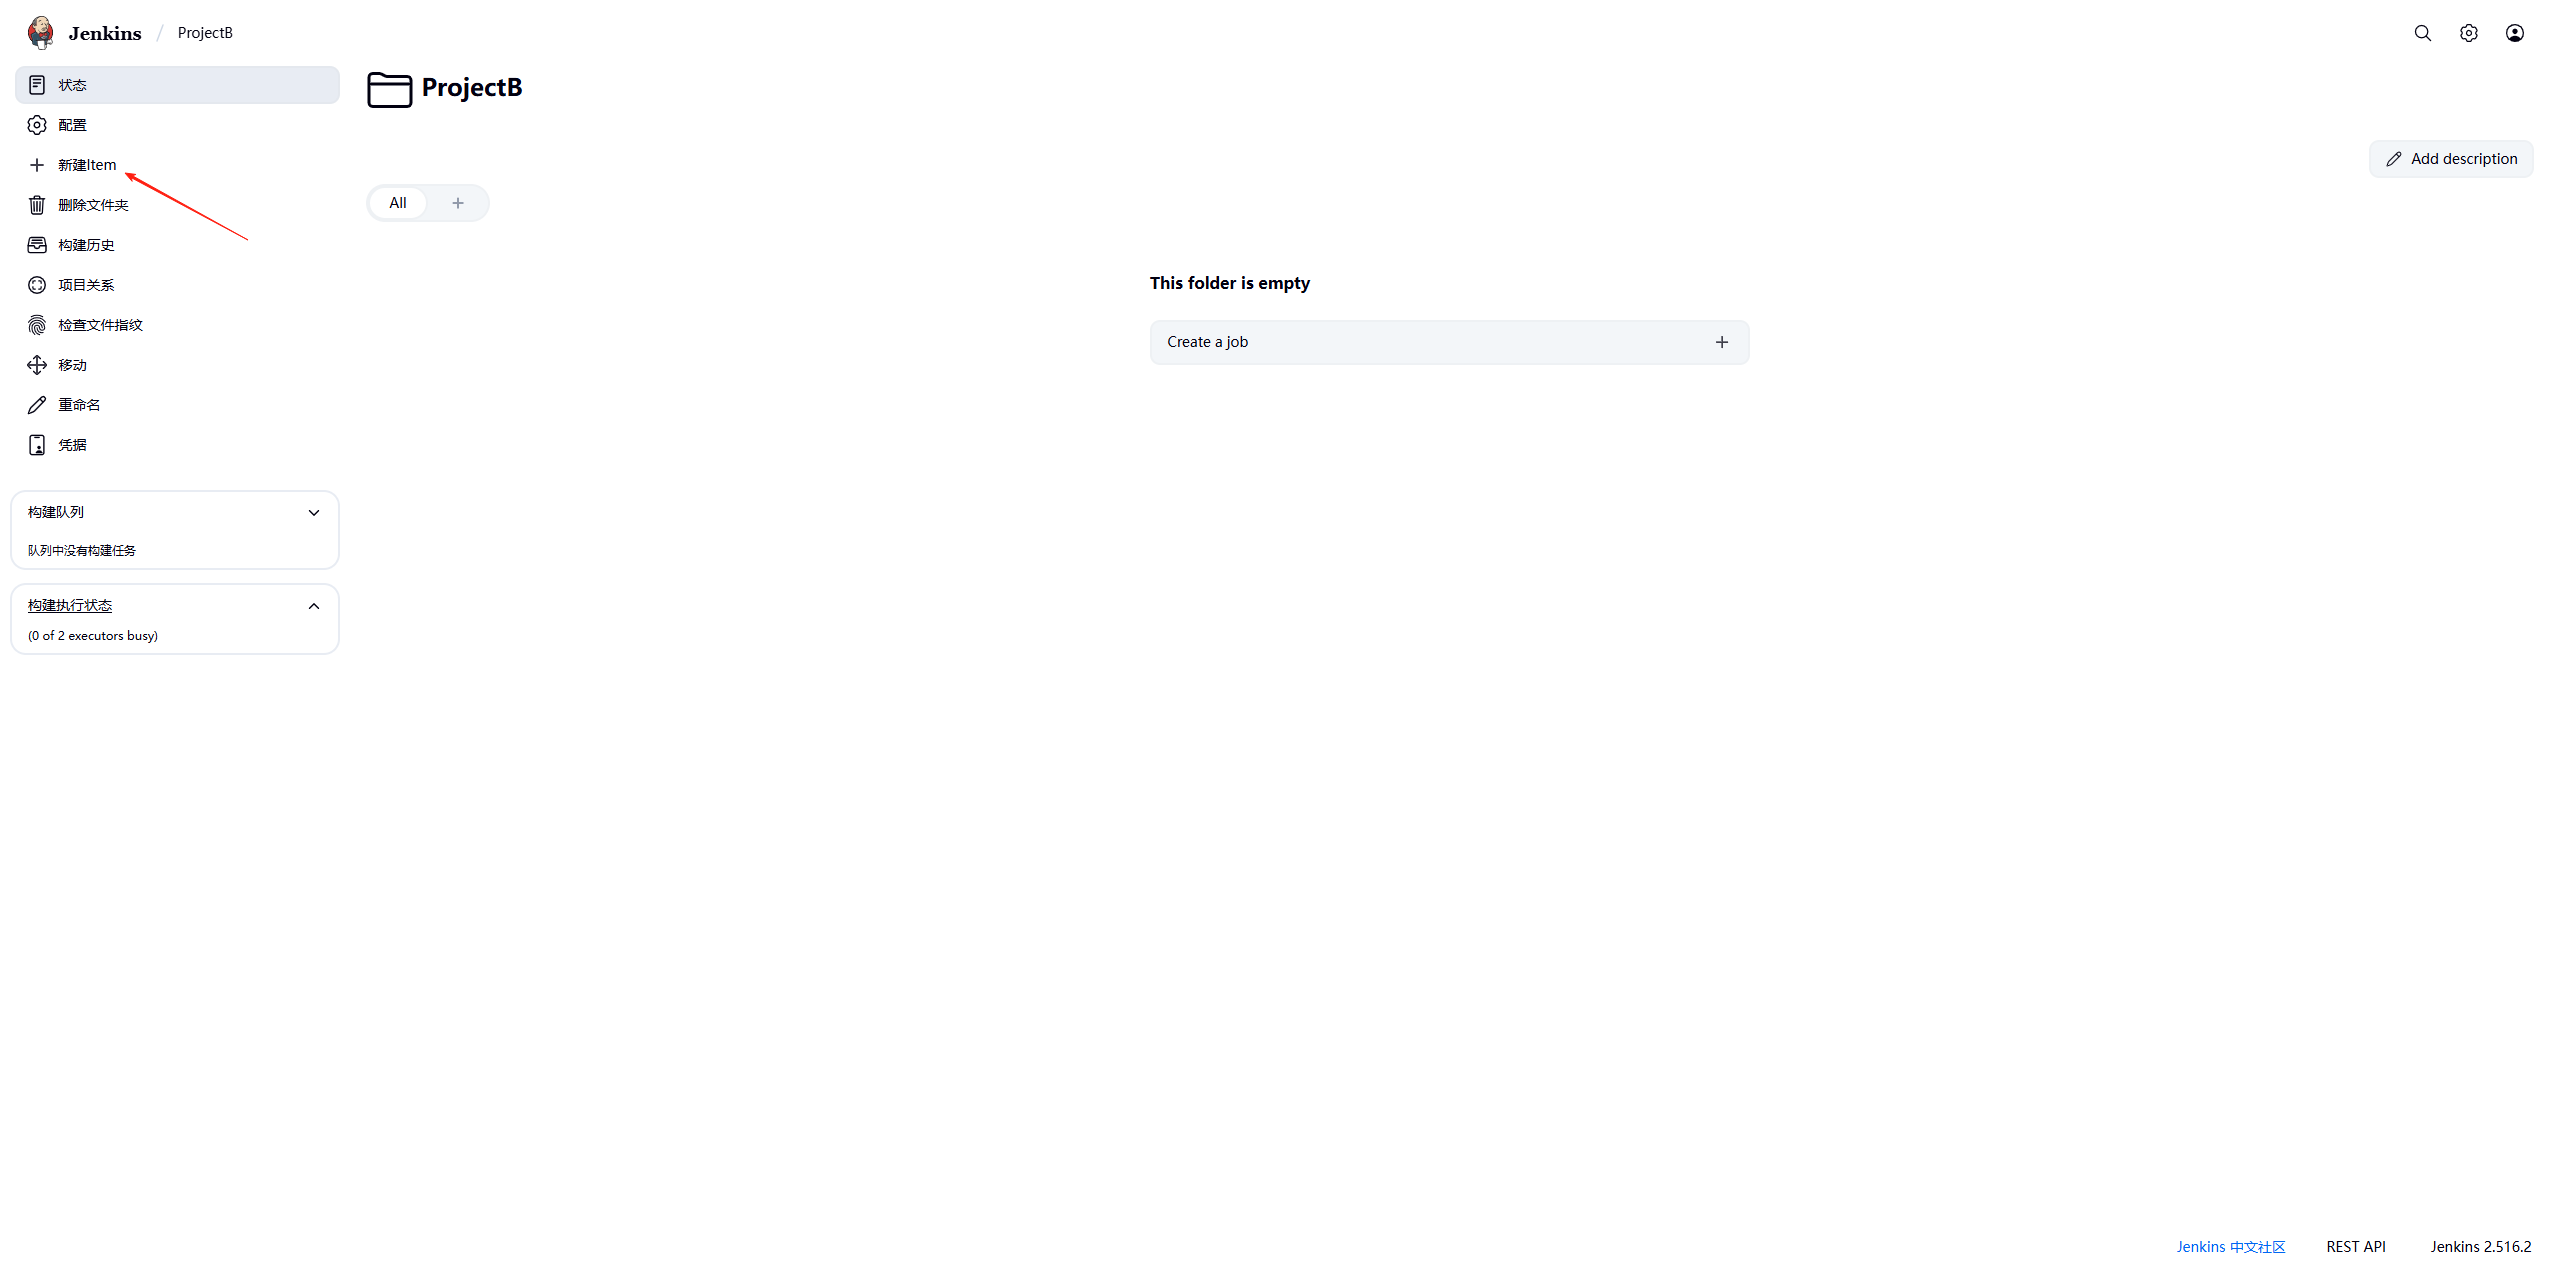 Jenkins / ProjectB
状态
配置
新建Item
删除文件夹
构建历史
项目关系
检查文件指纹
移动
重命名
凭据
构建队列
队列中没有构建任务
构建执行状态
(0 of 2 executors busy)
ProjectB
Add description
All
This folder is empty
Create a job
Jenkins 中文社区
REST API
Jenkins 2.516.2